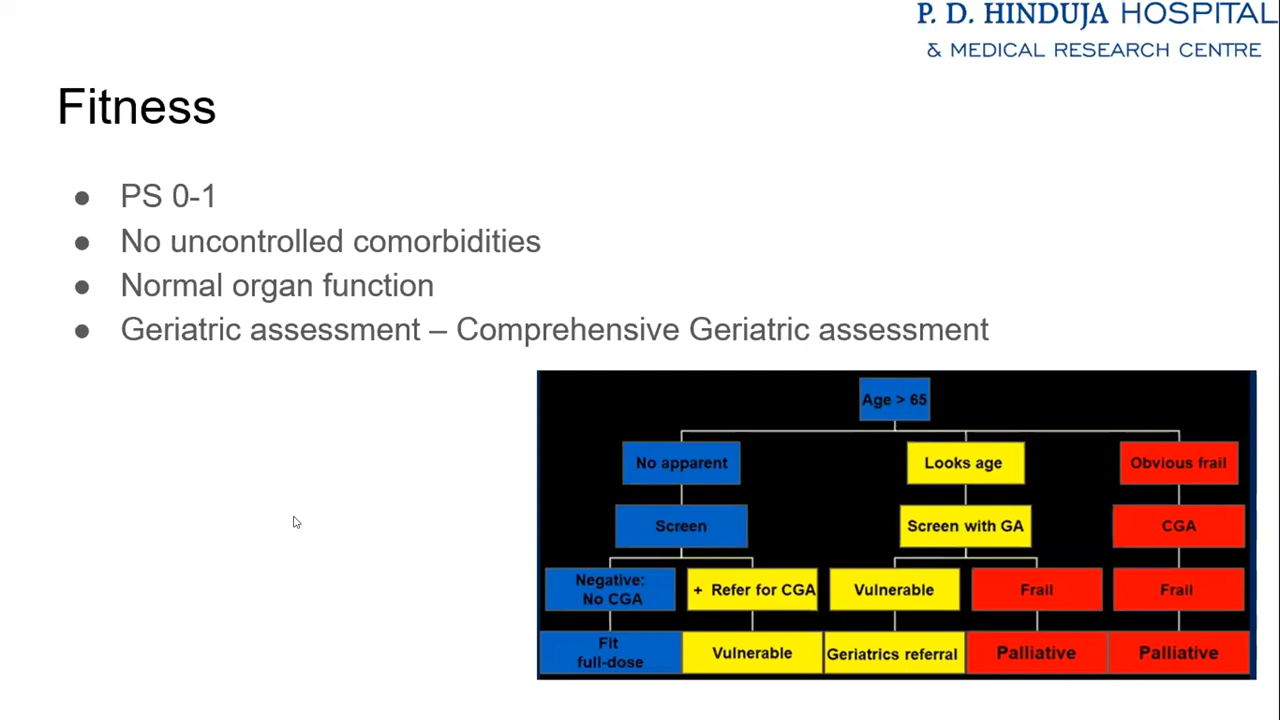 P. D. HINDUJA HOSPITAL
& MEDICAL RESEARCH CENTRE
Fitness
● PS 0-1
● No uncontrolled comorbidities
● Normal organ function
● Geriatric assessment – Comprehensive Geriatric assessment
Age > 65
No apparent
Looks age
Obvious frail
Screen
Screen with GA
CGA
Negative:
No CGA
+ Refer for CGA
Vulnerable
Frail
Frail
Fit
full-dose
Vulnerable
Geriatrics referral
Palliative
Palliative